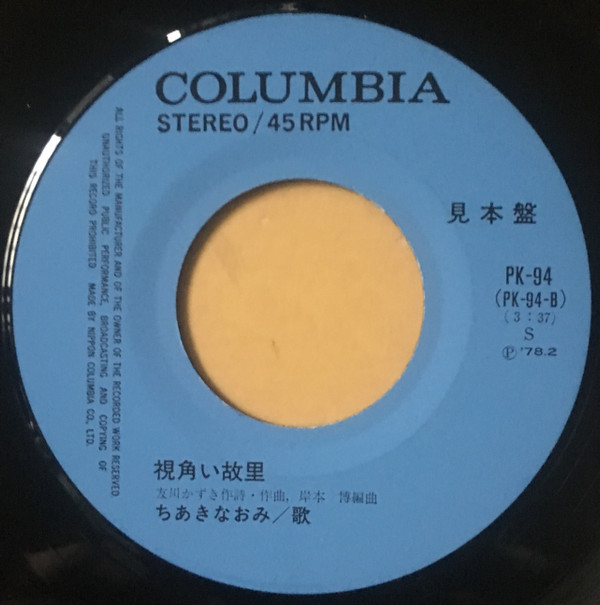 COLUMBIA
STEREO/45RPM
ALL RIGHTS OF THE MANUFACTURER AND OF THE OWNER OF THE RECORDED WORK RESERVED
UNAUTHORIZED PUBLIC PERFORMANCE, BROADCASTING AND COPYING OF
THIS RECORD PROHIBITED MADE BY NIPPON COLUMBIA CO., LTD.
見本盤
PK-94
(PK-94-B)
(3:37)
S
Ⓟ'78.2
視角い故里
友川かずき作詩・作曲, 岸本 博編曲
ちあきなおみ/歌